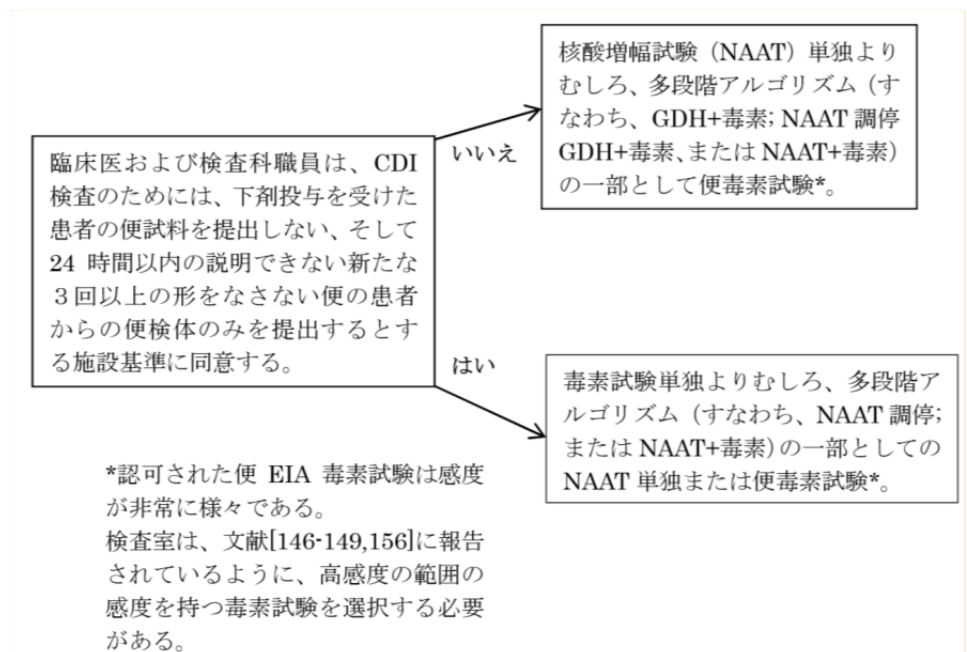 臨床医および検査科職員は、CDI
検査のためには、下剤投与を受けた
患者の便試料を提出しない、そして
24 時間以内の説明できない新たな
３回以上の形をなさない便の患者
からの便検体のみを提出するとす
る施設基準に同意する。
いいえ
核酸増幅試験（NAAT）単独より
むしろ、多段階アルゴリズム（す
なわち、GDH+毒素; NAAT 調停
GDH+毒素、または NAAT+毒素）
の一部として便毒素試験*。
はい
毒素試験単独よりむしろ、多段階ア
ルゴリズム（すなわち、NAAT 調停;
または NAAT+毒素）の一部としての
NAAT 単独または便毒素試験*。
*認可された便 EIA 毒素試験は感度
が非常に様々である。
検査室は、文献[146-149,156]に報告
されているように、高感度の範囲の
感度を持つ毒素試験を選択する必要
がある。